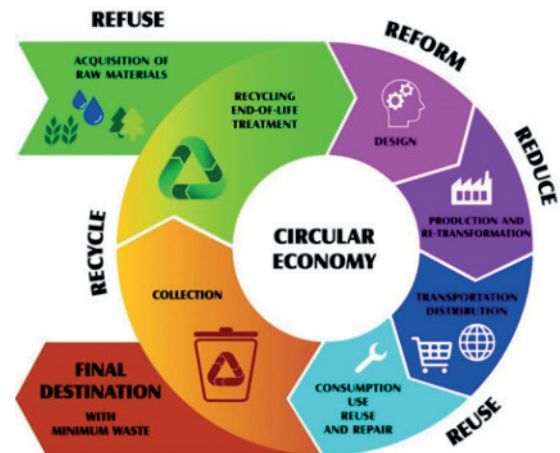 REFUSE
ACQUISITION OF
RAW MATERIALS
RECYCLING
END-OF-LIFE
TREATMENT
REFORM
DESIGN
REDUCE
PRODUCTION AND
RE-TRANSFORMATION
TRANSPORTATION
DISTRIBUTION
REUSE
CONSUMPTION
USE
REUSE
AND REPAIR
RECYCLE
COLLECTION
CIRCULAR
ECONOMY
FINAL
DESTINATION
WITH
MINIMUM WASTE